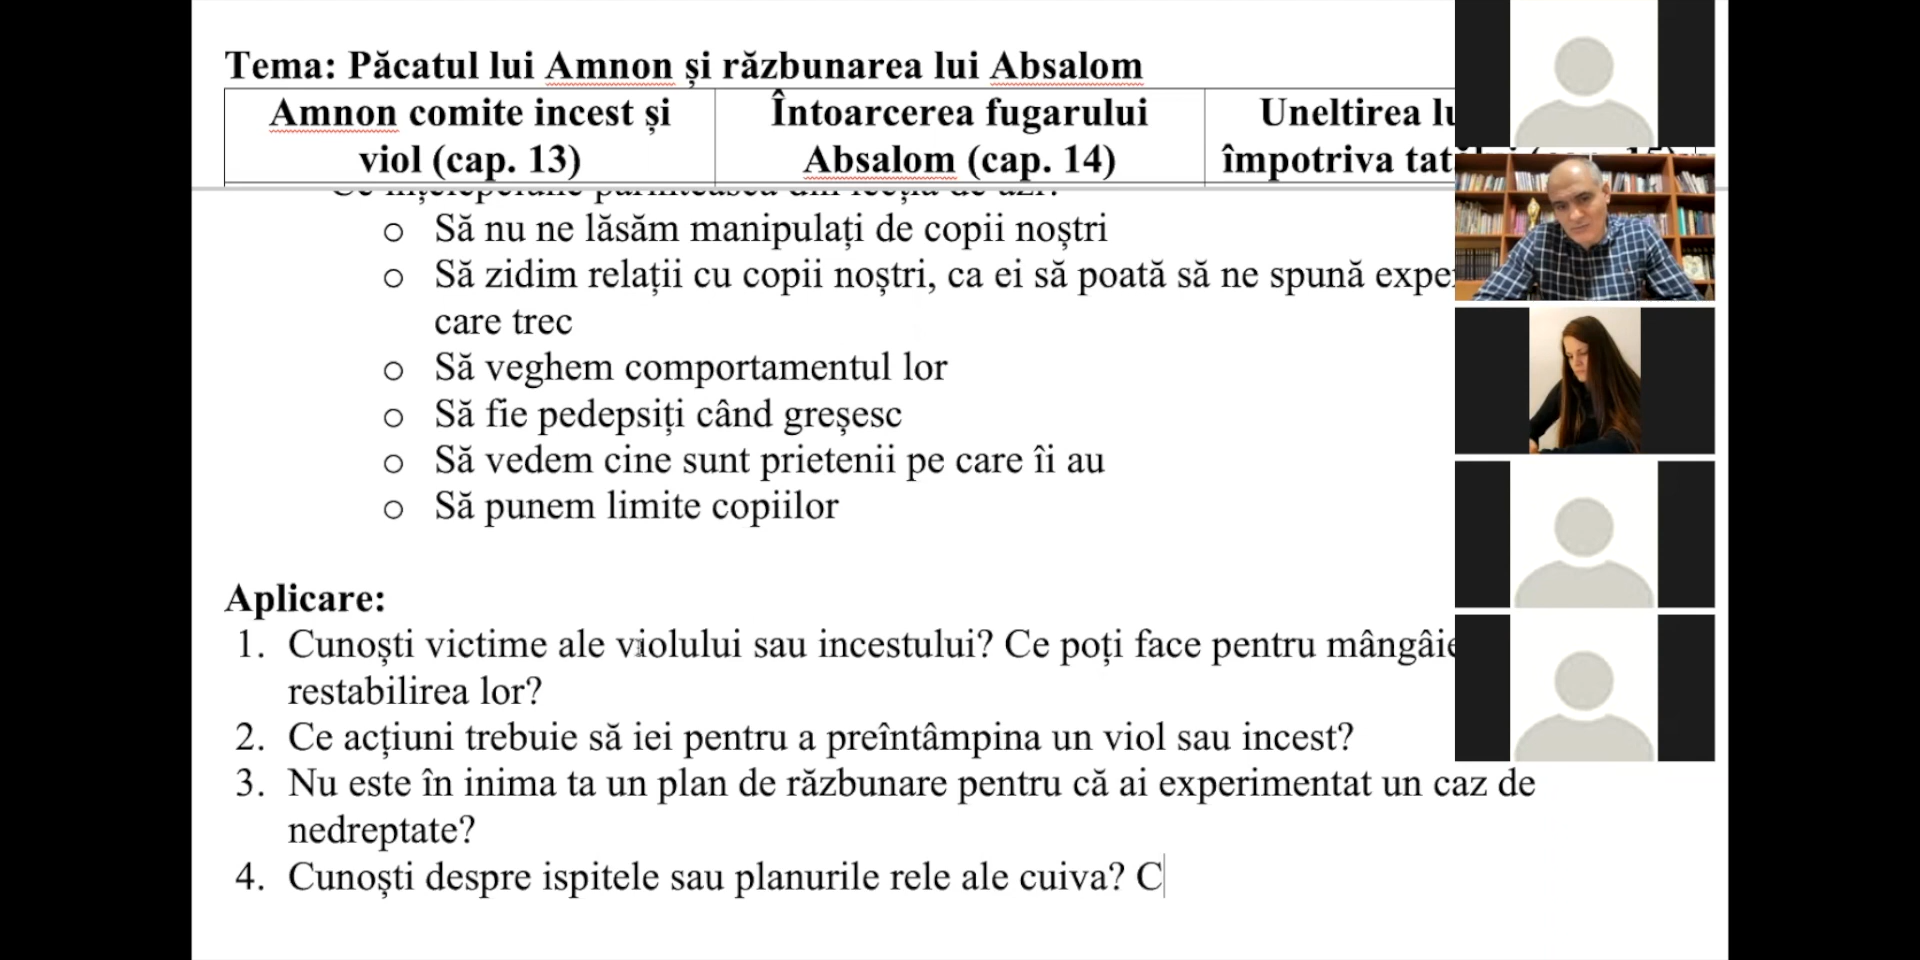 Tema: Păcatul lui Amnon și răzbunarea lui Absalom
Amnon comite incest și
viol (cap. 13)
Întoarcerea fugarului
Absalom (cap. 14)
Uneltirea
împotriva
părintească din lecția de azi?
o Să nu ne lăsăm manipulați de copii noștri
o Să zidim relații cu copii noștri, ca ei să poată să ne spună
care trec
o Să veghem comportamentul lor
o Să fie pedepsiți când greșesc
o Să vedem cine sunt prietenii pe care îi au
o Să punem limite copiilor
Aplicare:
1. Cunoști victime ale violului sau incestului? Ce poți face pentru
restabilirea lor?
2. Ce acțiuni trebuie să iei pentru a preîntâmpina un viol sau incest?
3. Nu este în inima ta un plan de răzbunare pentru că ai experimentat un caz de
nedreptate?
4. Cunoști despre ispitele sau planurile rele ale cuiva? C